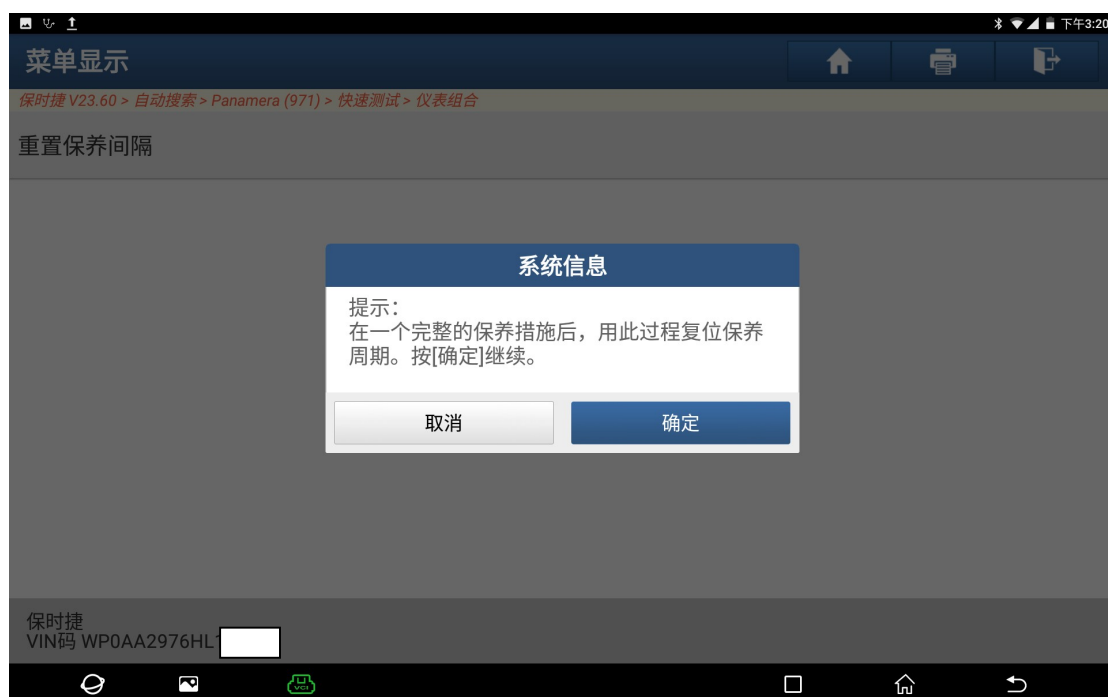 下午3:20
菜单显示
保时捷 V23.60 > 自动搜索 > Panamera (971) > 快速测试 > 仪表组合
重置保养间隔
系统信息
提示：
在一个完整的保养措施后，用此过程复位保养
周期。按[确定]继续。
取消
确定
保时捷
VIN码 WP0AA2976HL
VCI